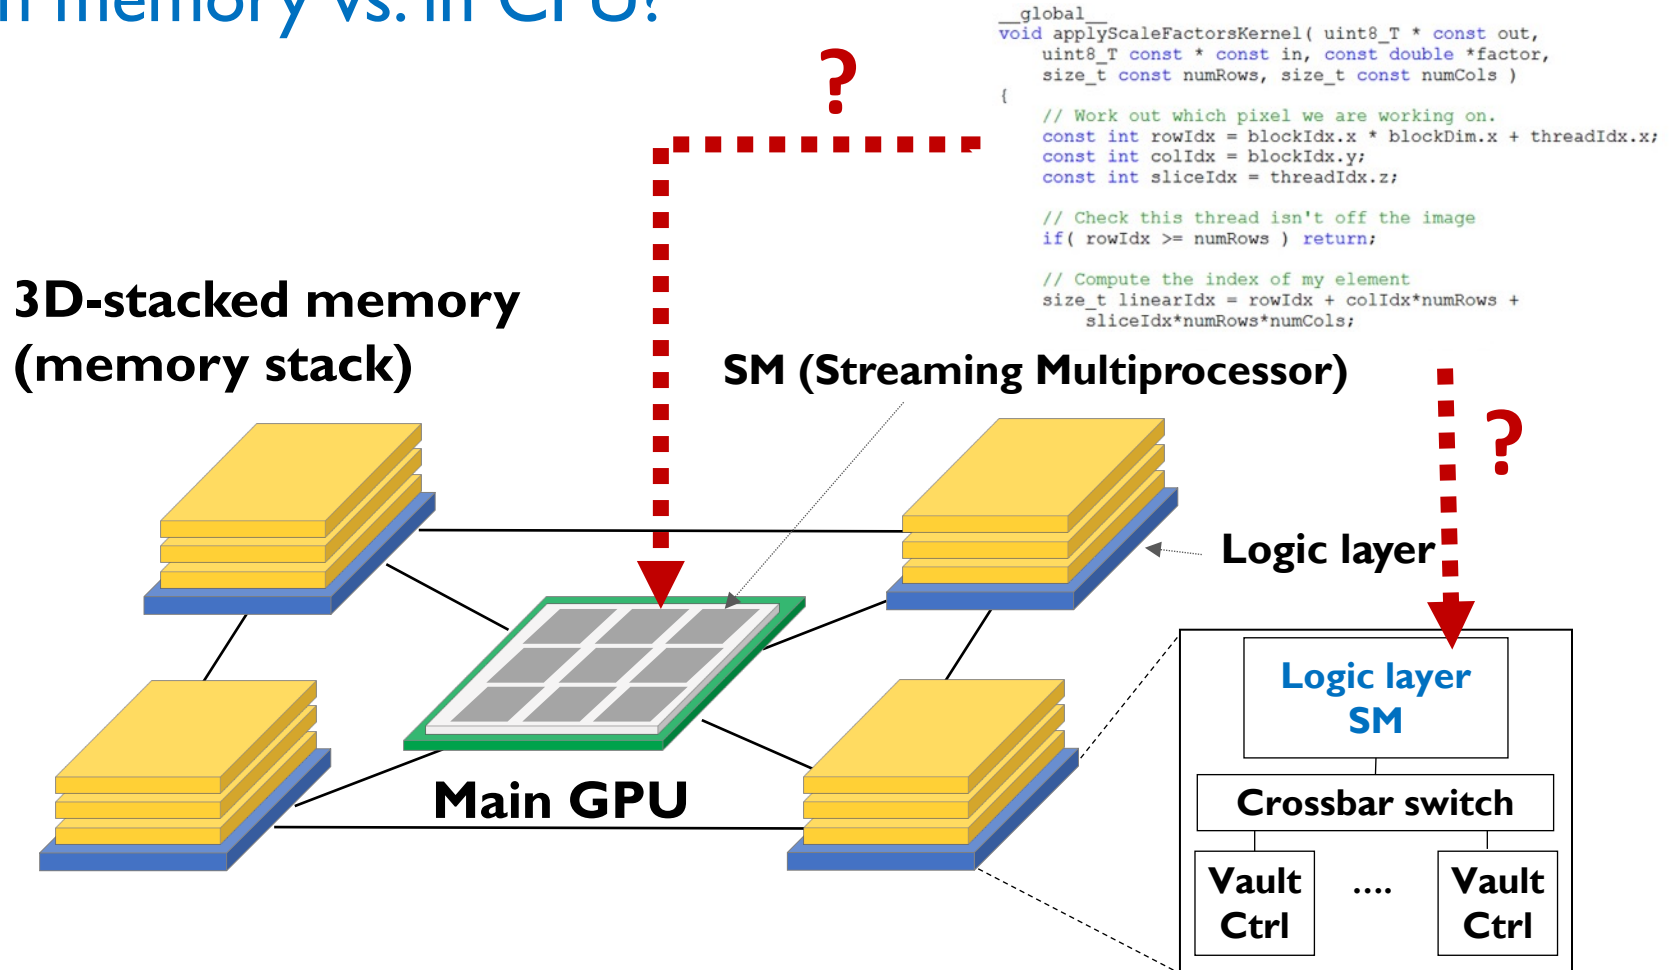 memory vs. in CPU?
__global__
void applyScaleFactorsKernel( uint8_T * const out,
uint8_T const * const in, const double *factor,
size_t const numRows, size_t const numCols )
{
// Work out which pixel we are working on.
const int rowIdx = blockIdx.x * blockDim.x + threadIdx.x;
const int colIdx = blockIdx.y;
const int sliceIdx = threadIdx.z;
// Check this thread isn't off the image
if( rowIdx >= numRows ) return;
// Compute the index of my element
size_t linearIdx = rowIdx + colIdx*numRows +
sliceIdx*numRows*numCols;
?
3D-stacked memory
(memory stack)
SM (Streaming Multiprocessor)
?
Logic layer
Main GPU
Logic layer
SM
Crossbar switch
Vault
Ctrl
....
Vault
Ctrl